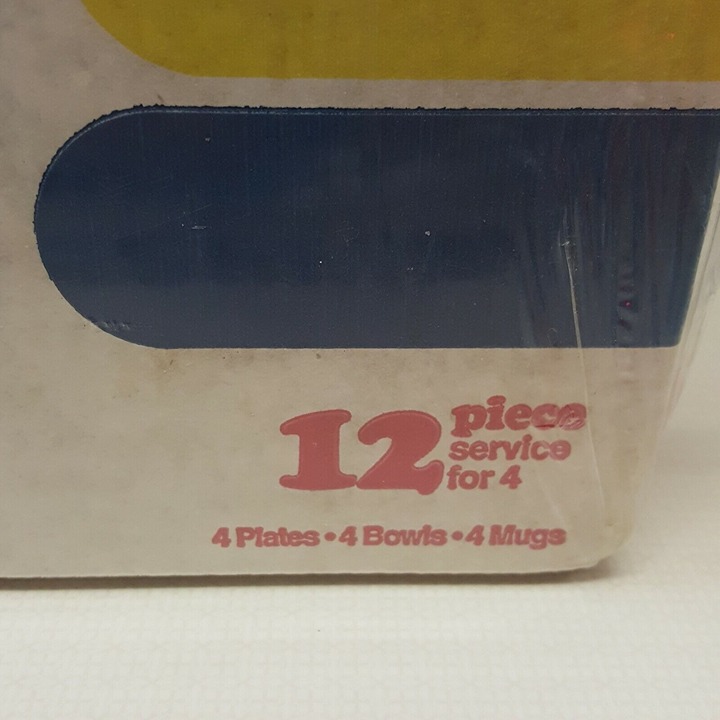 12 piece
service
for 4
4 Plates • 4 Bowls • 4 Mugs